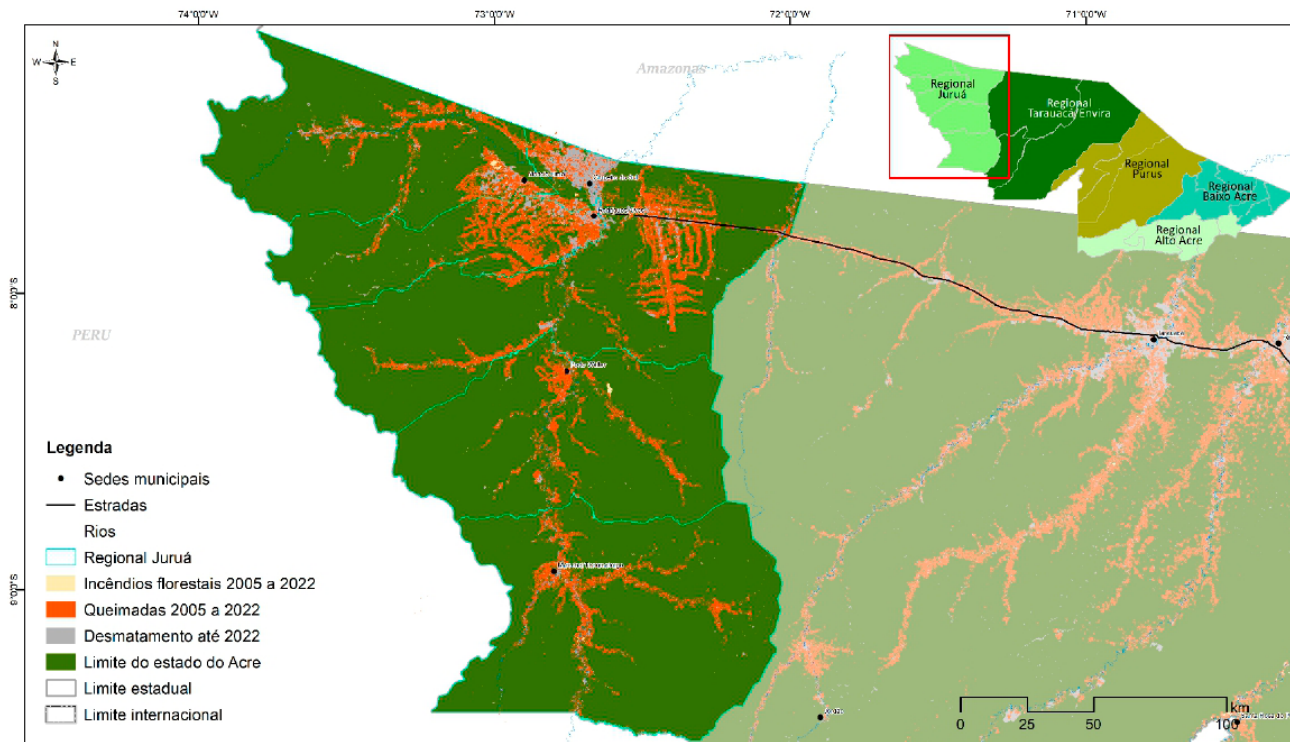 74°0'0"W
73°0'0"W
72°0'0"W
71°0'0"W
N
W E
S
Amazonas
PERU
8°0'0"S
9°0'0"S
Regional
Juruá
Regional
Tarauacá/Envira
Regional
Purus
Regional
Baixo Acre
Regional
Alto Acre
Porto Walter
Jordão
Legenda
Sedes municipais
Estradas
Rios
Regional Juruá
Incêndios florestais 2005 a 2022
Queimadas 2005 a 2022
Desmatamento até 2022
Limite do estado do Acre
Limite estadual
Limite internacional
km
0 25 50 100